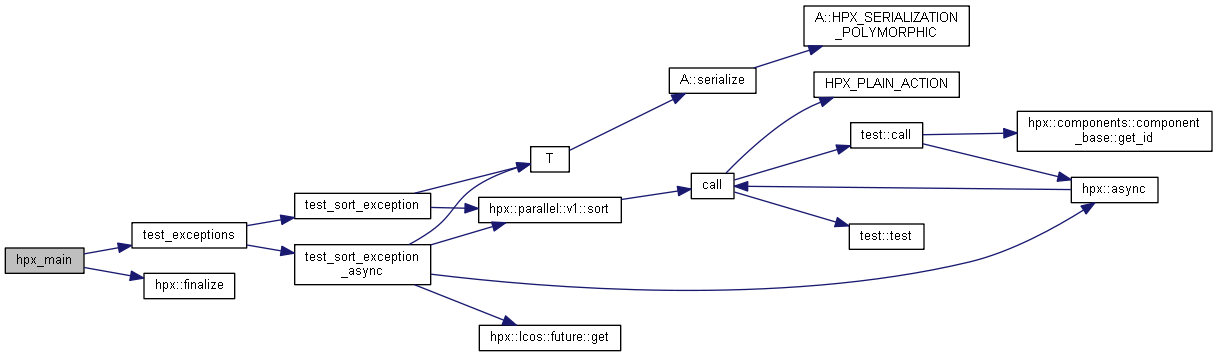 A::HPX_SERIALIZATION
_POLYMORPHIC
A::serialize
HPX_PLAIN_ACTION
hpx::components::component
_base::get_id
test::call
T
call
hpx::async
test_sort_exception
hpx::parallel::v1::sort
test_exceptions
test::test
hpx_main
test_sort_exception
_async
hpx::finalize
hpx::lcos::future::get